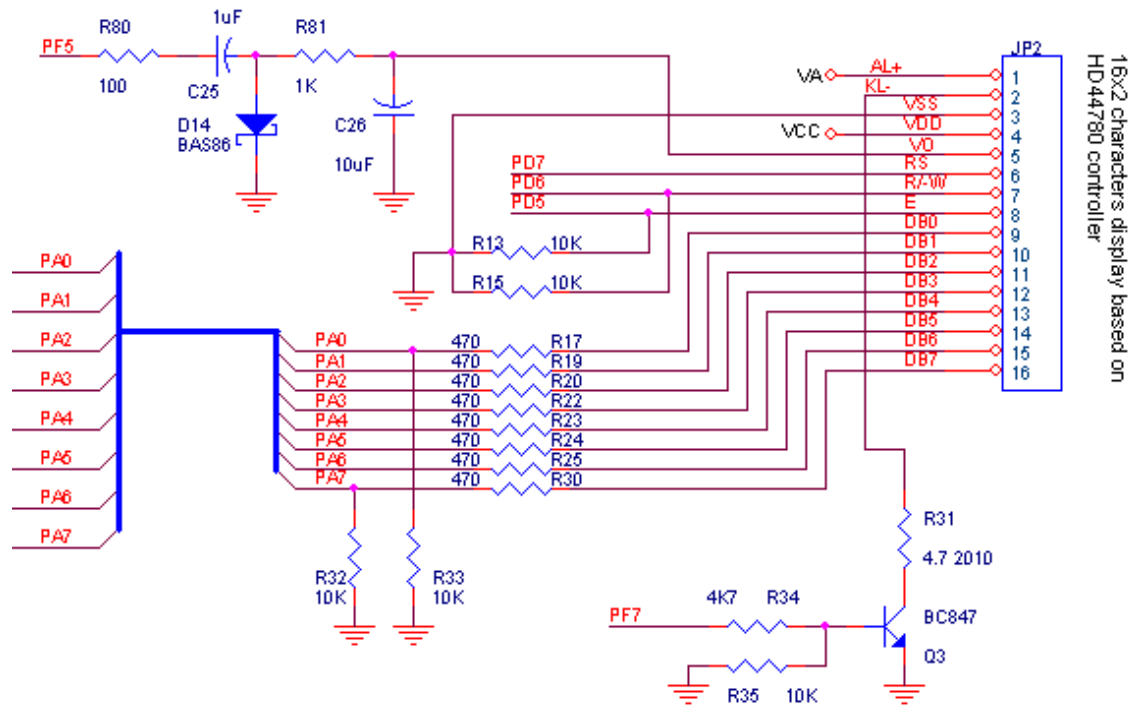 1uF
R80
R81
JP2
PF5
100
C25
1K
VA
AL+
1
KL-
2
VSS
3
D14
BAS86
C26
VCC
VDD
4
VO
5
10uF
PD7
RS
6
PD6
R/-W
7
PD5
E
8
DB0
9
R13
10K
DB1
10
PA0
DB2
11
R15
10K
DB3
12
PA1
DB4
13
DB5
14
PA2
PA0
470
R17
DB6
15
PA1
470
R19
DB7
16
PA3
PA2
470
R20
PA3
470
R22
PA4
PA4
470
R23
PA5
470
R24
PA5
PA6
470
R25
PA7
470
R30
PA6
R31
PA7
4.7 2010
R32
10K
R33
10K
4K7
R34
PF7
BC847
Q3
R35
10K
16x2 characters display based on
HD44780 controller